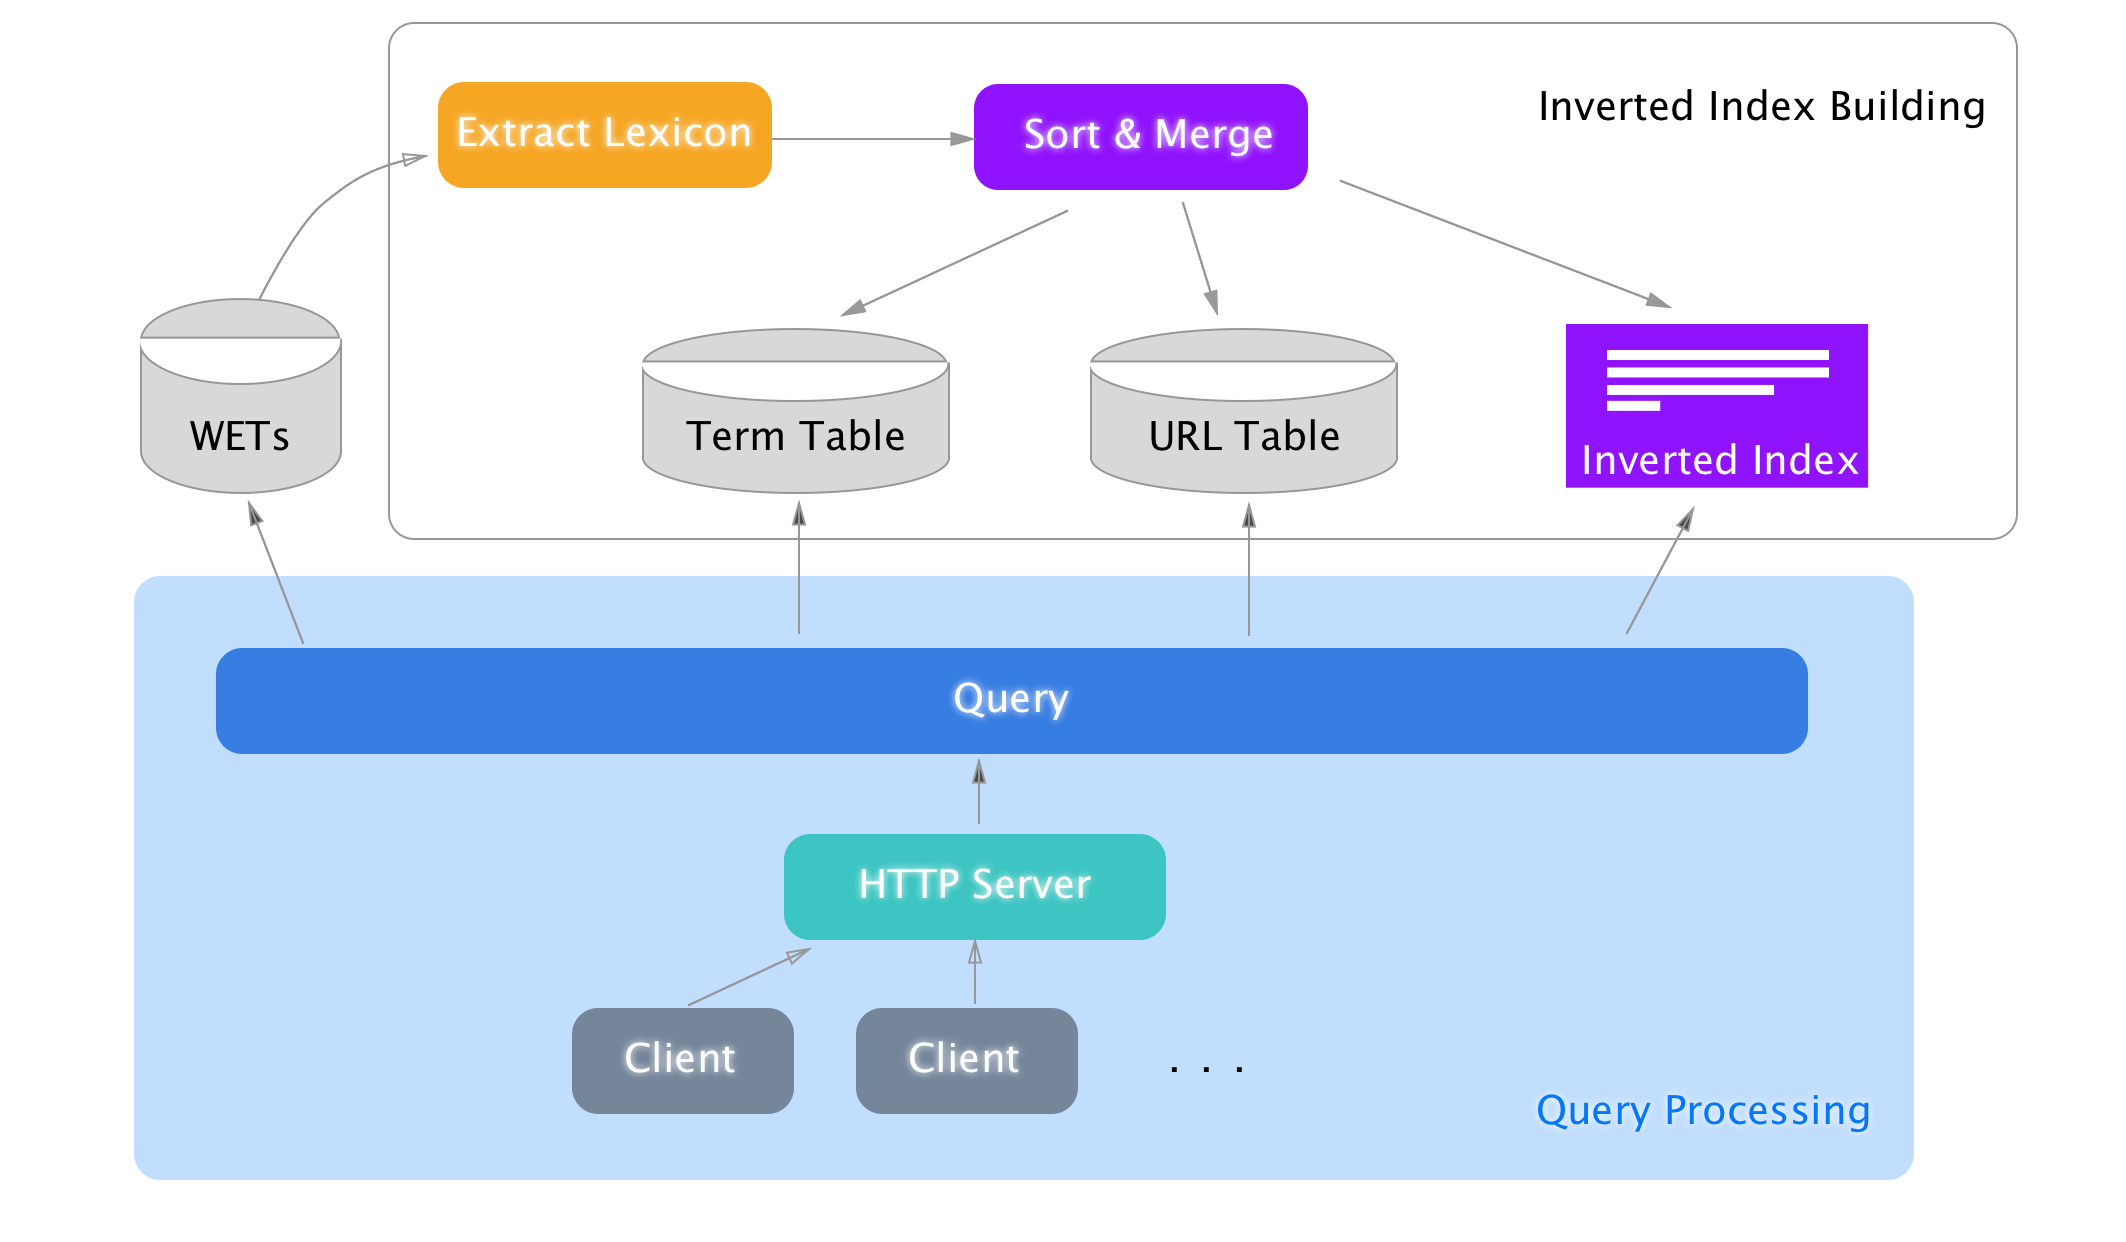 Inverted Index Building
Extract Lexicon
Sort & Merge
WETs
Term Table
URL Table
Inverted Index
Query
HTTP Server
Client
Client
. . .
Query Processing